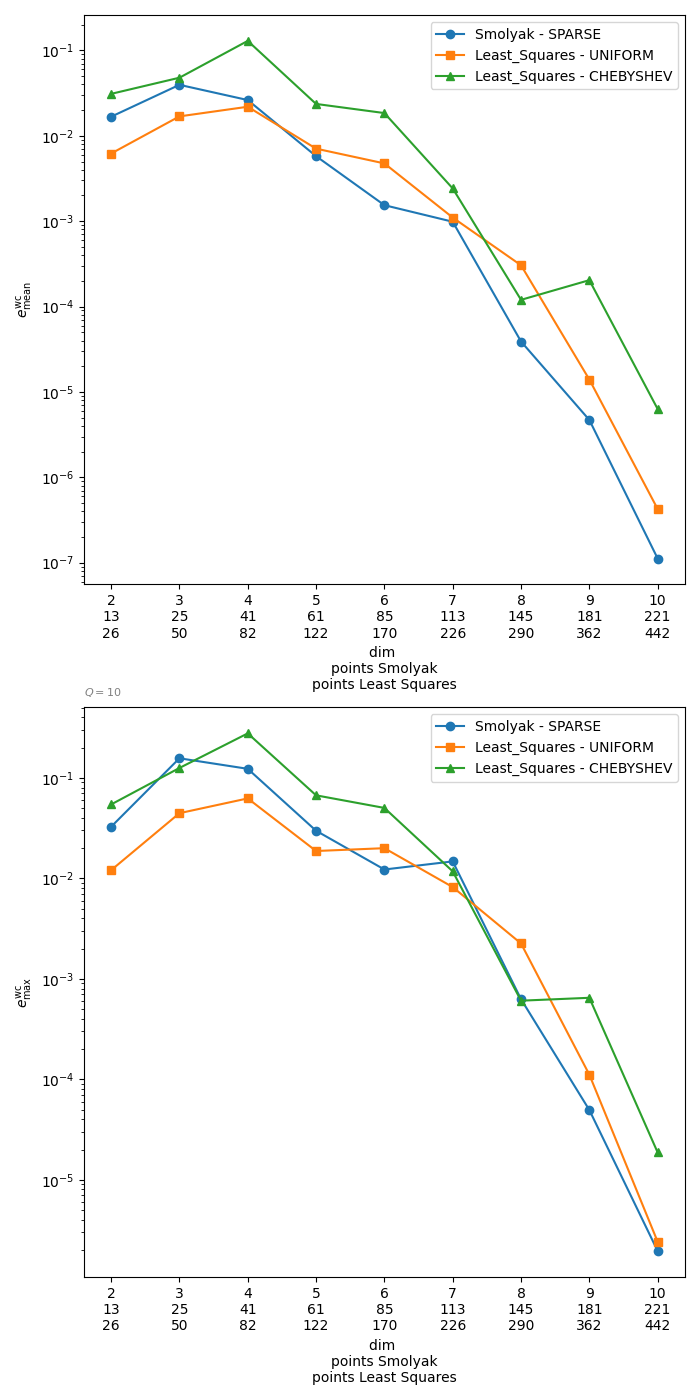 Smolyak - SPARSE
Least_Squares - UNIFORM
Least_Squares - CHEBYSHEV
10⁻¹
10⁻²
10⁻³
10⁻⁴
10⁻⁵
10⁻⁶
10⁻⁷
e^wc_mean
2 3 4 5 6 7 8 9 10
13 25 41 61 85 113 145 181 221
26 50 82 122 170 226 290 362 442
dim
points Smolyak
points Least Squares
Q = 10
Smolyak - SPARSE
Least_Squares - UNIFORM
Least_Squares - CHEBYSHEV
10⁻¹
10⁻²
10⁻³
10⁻⁴
10⁻⁵
e^wc_max
2 3 4 5 6 7 8 9 10
13 25 41 61 85 113 145 181 221
26 50 82 122 170 226 290 362 442
dim
points Smolyak
points Least Squares